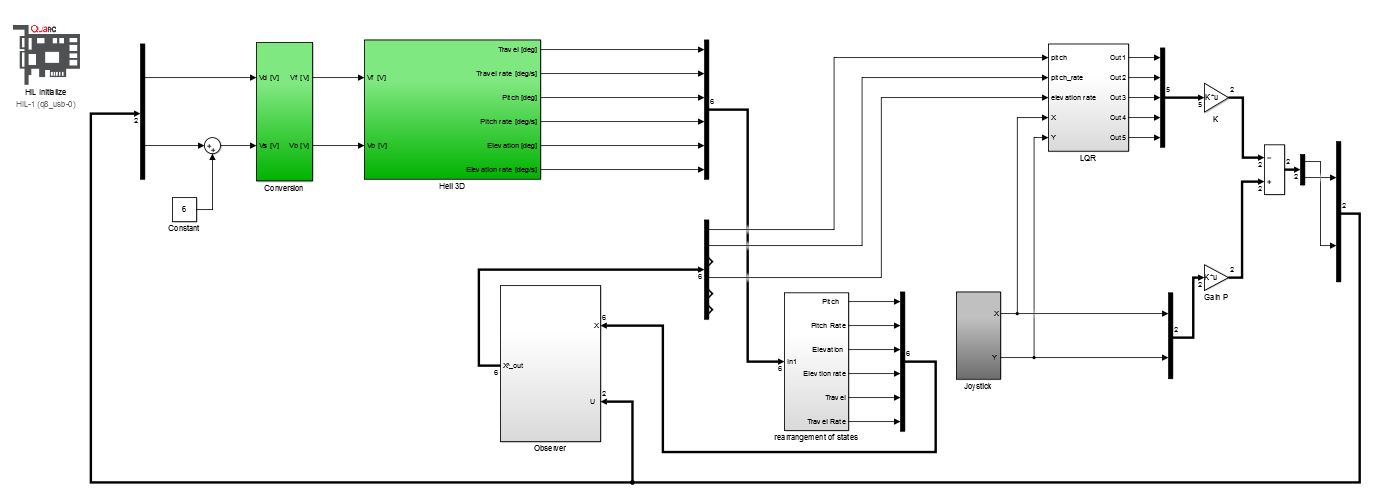 QUARC
HIL Initialize
HIL-1 (q8_usb-0)
2
Vd [V]
Vf [V]
Vs [V]
Vb [V]
Conversion
6
Constant
Vf [V]
Vb [V]
Travel [deg]
Travel rate [deg/s]
Pitch [deg]
Pitch rate [deg/s]
Elevation [deg]
Elevation rate [deg/s]
Heli 3D
6
6
X^_out
6
X
6
U
2
Observer
In1
6
Pitch
Pitch Rate
Elevation
Elevtion rate
Travel
Travel Rate
rearrangement of states
6
pitch
pitch_rate
elevation rate
X
Y
Out1
Out2
Out3
Out4
Out5
LQR
5
K*u
5
2
K
X
Y
Joystick
2
K*u
2
2
Gain P
−
2
+
2
2
2
2